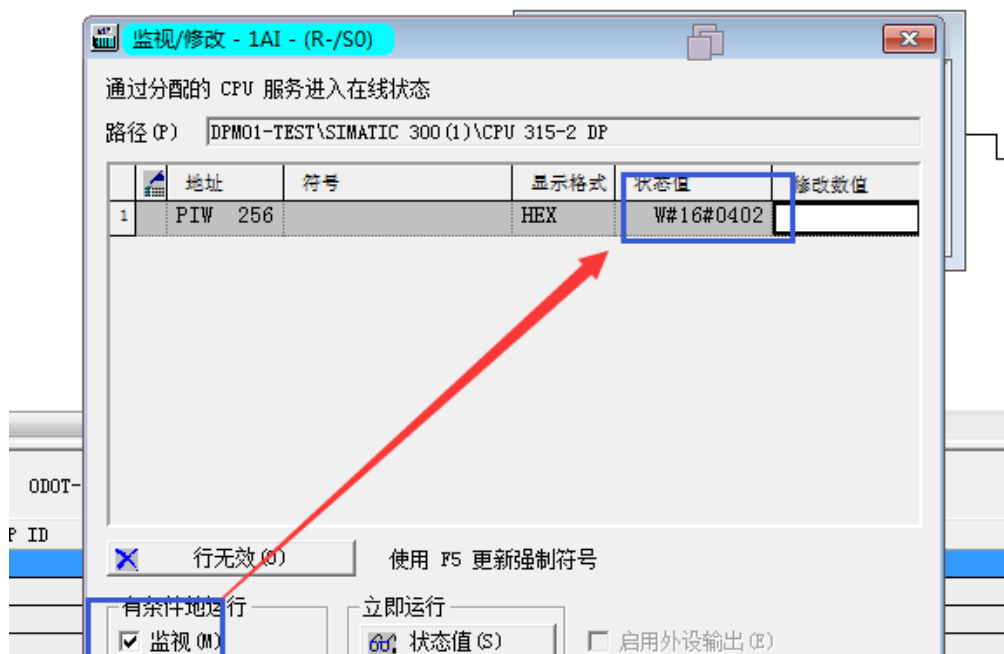 监视/修改 - 1AI - (R-/S0)
通过分配的 CPU 服务进入在线状态
路径(P) DPM01-TEST\SIMATIC 300(1)\CPU 315-2 DP
地址 符号 显示格式 状态值 修改数值
1 PIW 256 HEX W#16#0402
ODOT-
P ID
行无效(O) 使用 F5 更新强制符号
有条件地运行 立即运行
监视(M) 状态值(S) 启用外设输出(E)